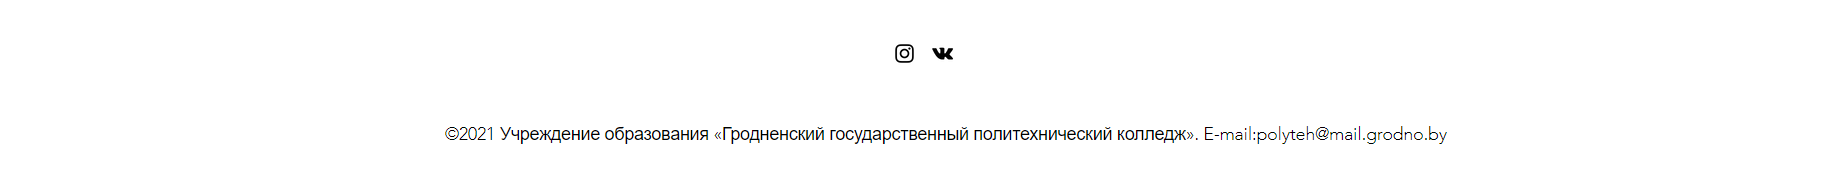 ©2021 Учреждение образования «Гродненский государственный политехнический колледж». E-mail:polyteh@mail.grodno.by